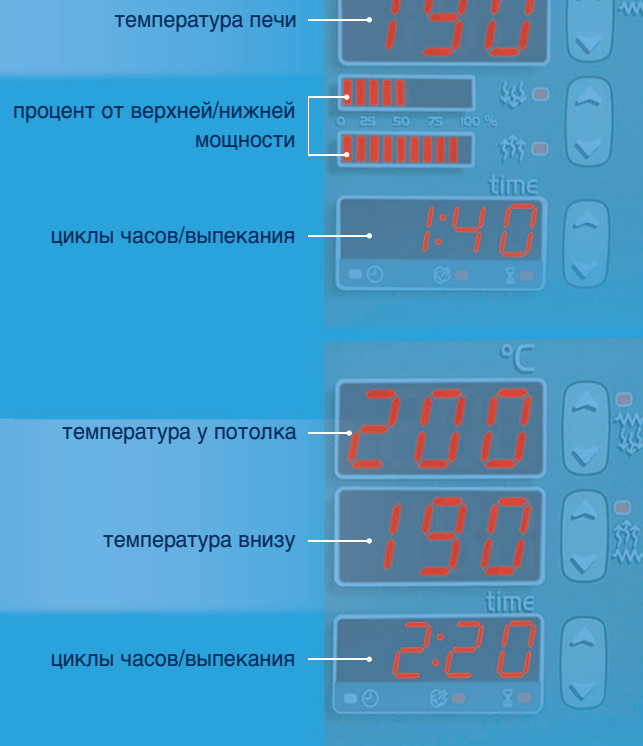 температура печи
190
процент от верхней/нижней
мощности
0 25 50 75 100 %
time
циклы часов/выпекания
1:40
°C
температура у потолка
200
температура внизу
190
time
циклы часов/выпекания
2:20